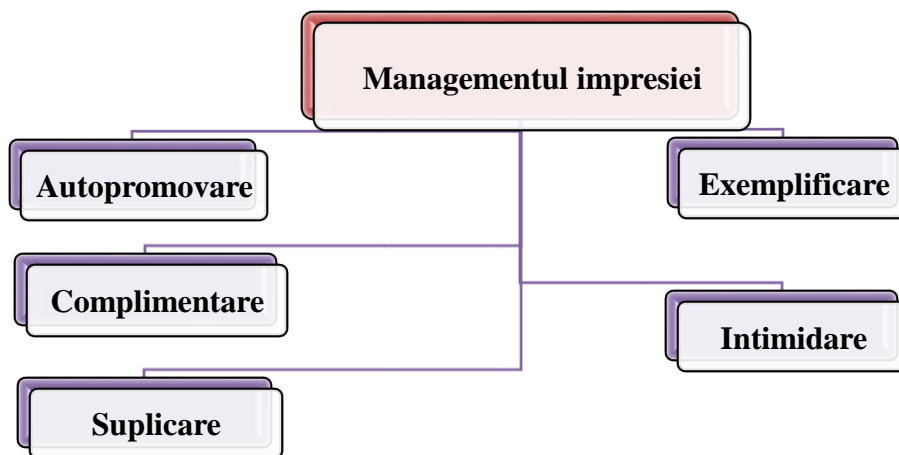 Managementul impresiei
Autopromovare
Exemplificare
Complimentare
Intimidare
Suplicare